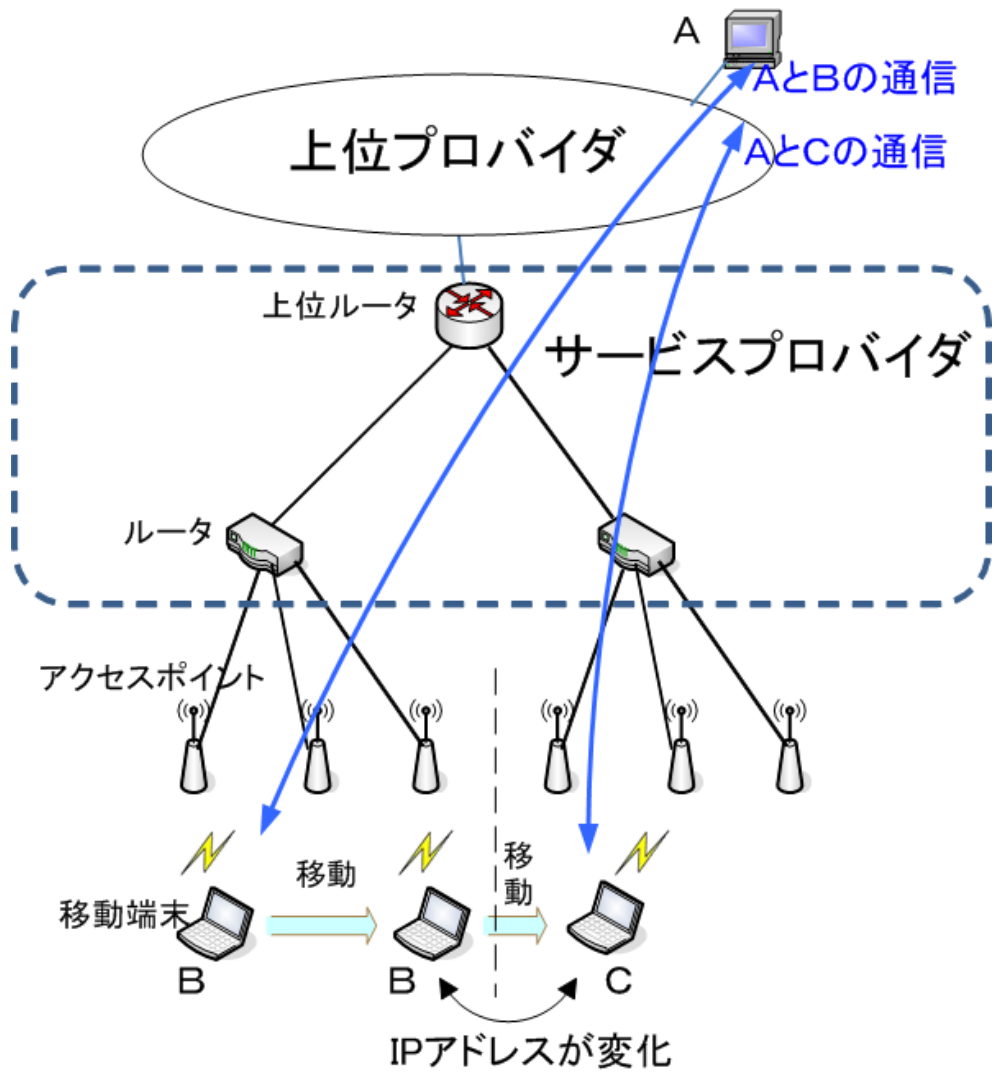 A
AとBの通信
上位プロバイダ
AとCの通信
上位ルータ
サービスプロバイダ
ルータ
アクセスポイント
移動
移動
移動端末
B
B
C
IPアドレスが変化